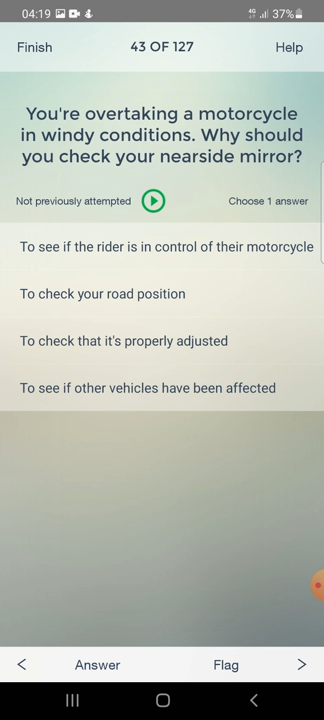 04:19 4G 37%
Finish 43 OF 127 Help
You're overtaking a motorcycle
in windy conditions. Why should
you check your nearside mirror?
Not previously attempted Choose 1 answer
To see if the rider is in control of their motorcycle
To check your road position
To check that it's properly adjusted
To see if other vehicles have been affected
< Answer Flag >